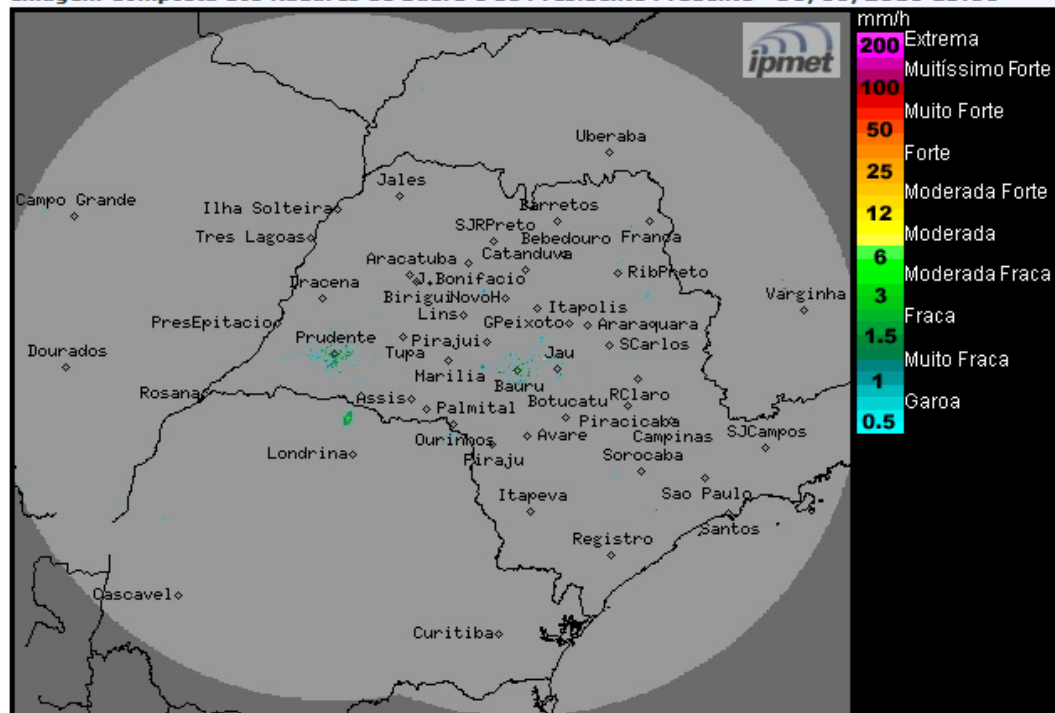 mm/h
ipmet
200 Extrema
Muitíssimo Forte
100
Muito Forte
50
Forte
25
Moderada Forte
12
Moderada
6
Moderada Fraca
3
Fraca
1.5
Muito Fraca
1
Garoa
0.5
Uberaba
Jales
Campo Grande
Ilha Solteira
Barretos
SJRPreto
Tres Lagoas
Bebedouro Franca
Aracatuba
Catanduva
J.Bonifacio
RibPreto
Dracena
Birigui
NovoH
Varginha
Lins
Itapolis
PresEpitacio
GPeixoto
Araraquara
Prudente
Pirajui
SCarlos
Dourados
Tupa
Jau
Marilia
Bauru
Rosana
Assis
Botucatu
RClaro
Palmital
Piracicaba
Ourinhos
Avare
Campinas
SJCampos
Londrina
Piraju
Sorocaba
Itapeva
Sao Paulo
Santos
Registro
Cascavel
Curitiba